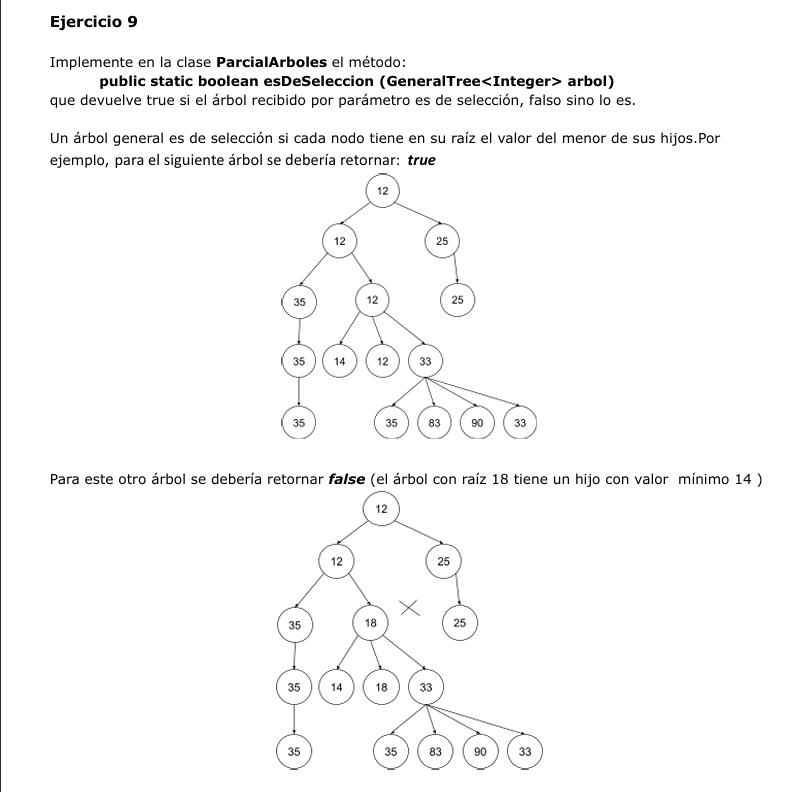 Ejercicio 9
Implemente en la clase ParcialArboles el método:
public static boolean esDeSeleccion (GeneralTree<Integer> arbol)
que devuelve true si el árbol recibido por parámetro es de selección, falso sino lo es.
Un árbol general es de selección si cada nodo tiene en su raíz el valor del menor de sus hijos.Por
ejemplo, para el siguiente árbol se debería retornar: true
12
12 25
35 12 25
35 14 12 33
35 35 83 90 33
Para este otro árbol se debería retornar false (el árbol con raíz 18 tiene un hijo con valor mínimo 14 )
12
12 25
35 18 25
35 14 18 33
35 35 83 90 33